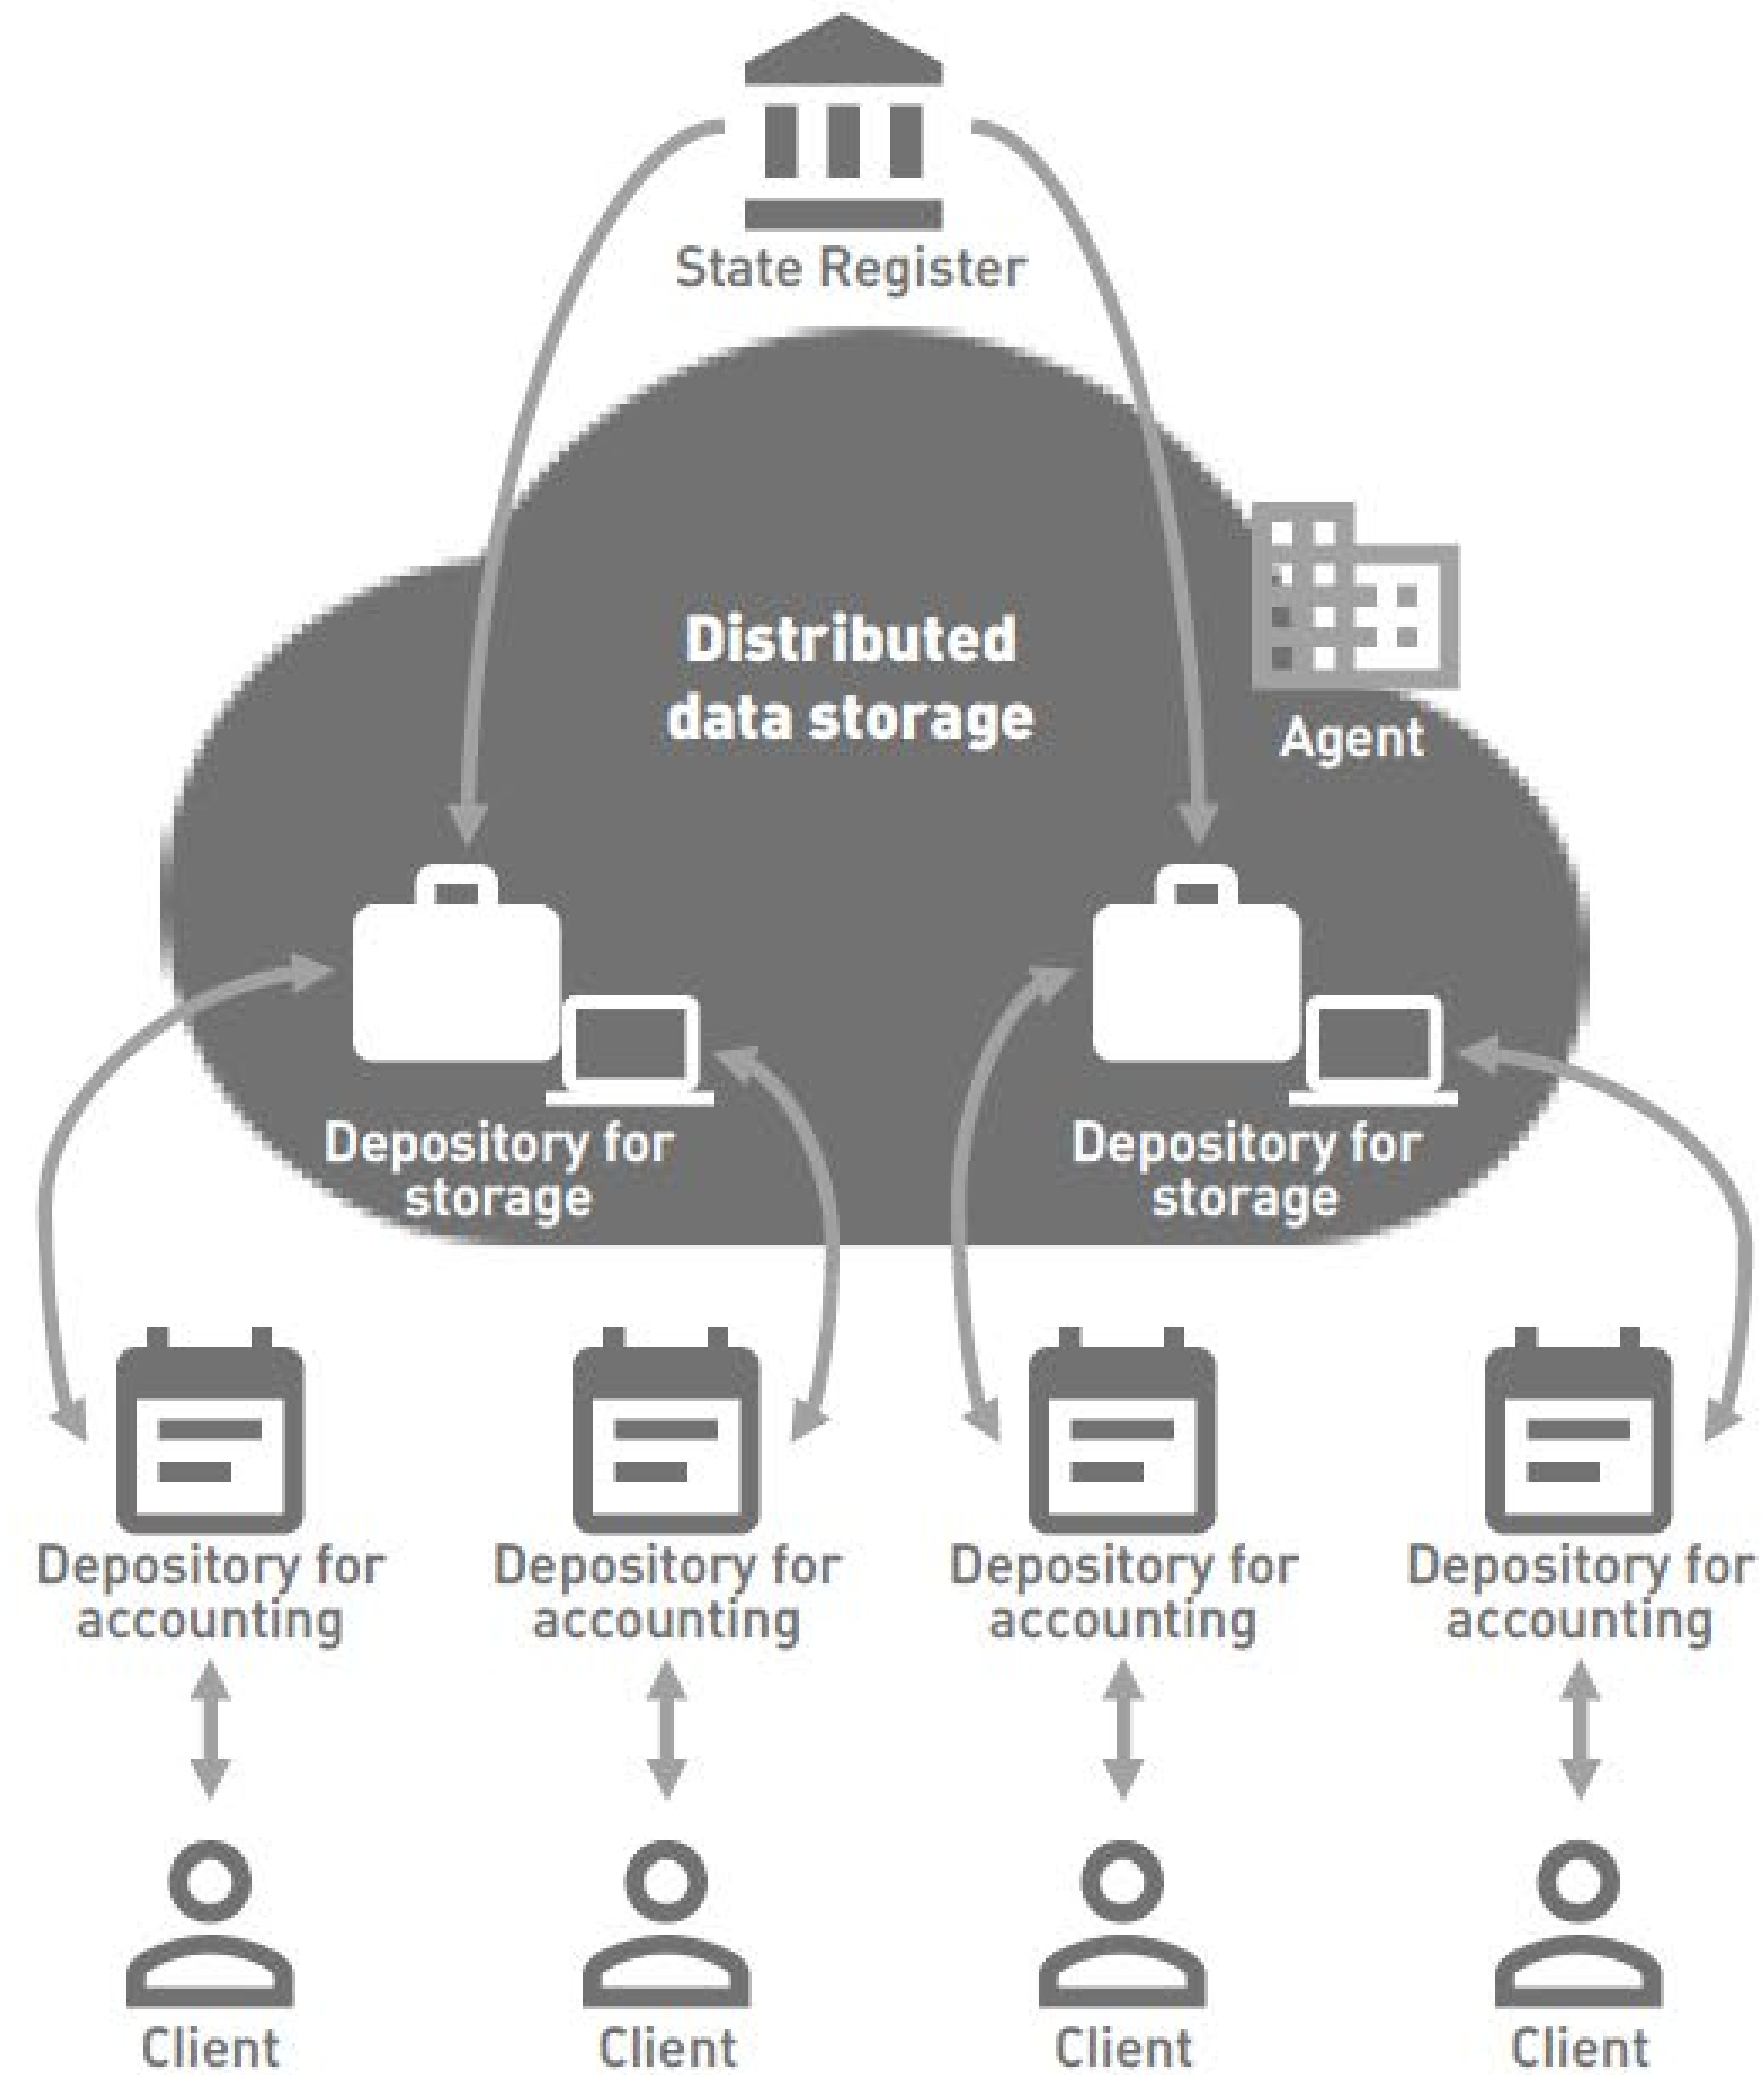 State Register
Distributed
data storage
Agent
Depository for
storage
Depository for
storage
Depository for
accounting
Depository for
accounting
Depository for
accounting
Depository for
accounting
Client
Client
Client
Client